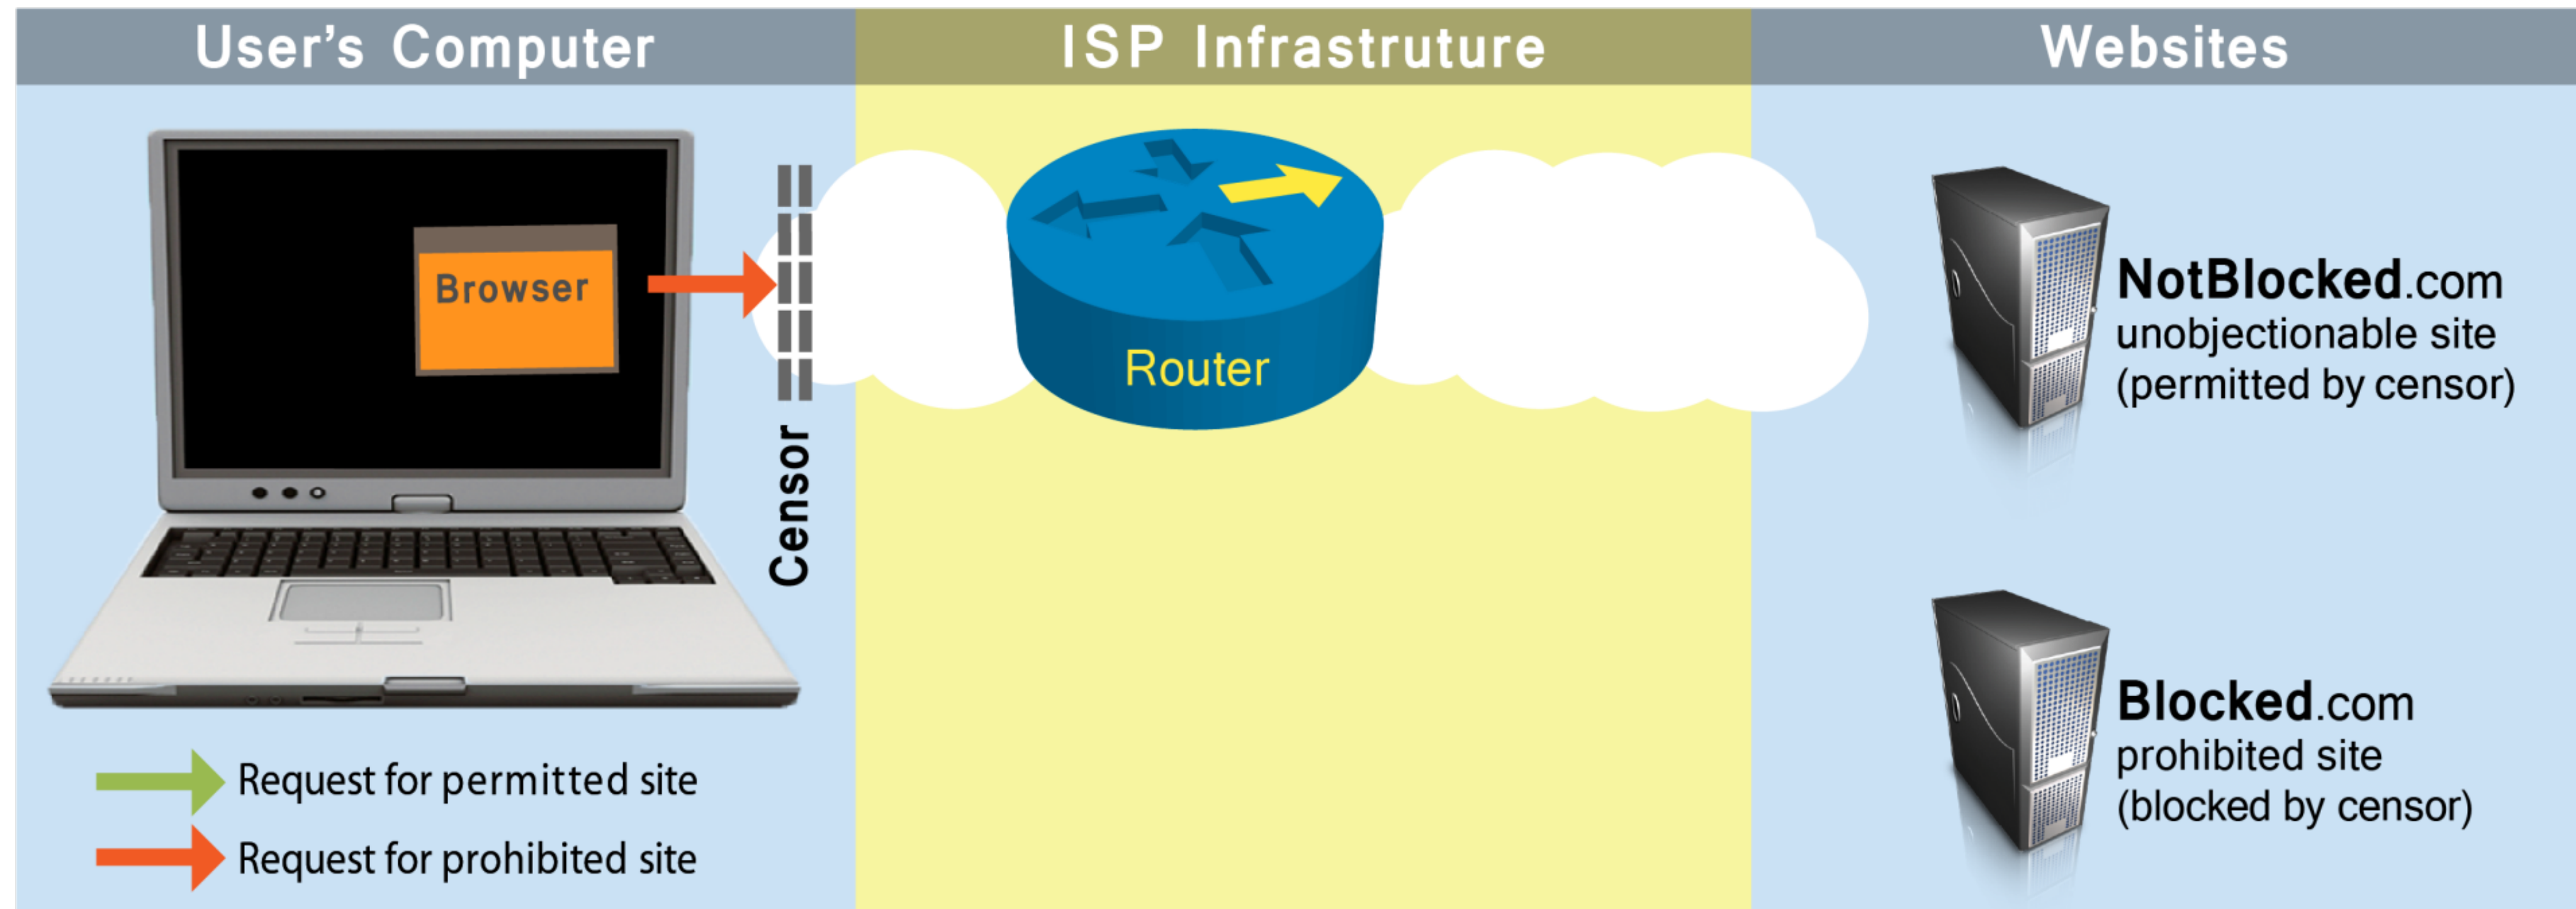 User's Computer
ISP Infrastruture
Websites
Browser
Censor
Router
NotBlocked.com
unobjectionable site
(permitted by censor)
Blocked.com
prohibited site
(blocked by censor)
Request for permitted site
Request for prohibited site